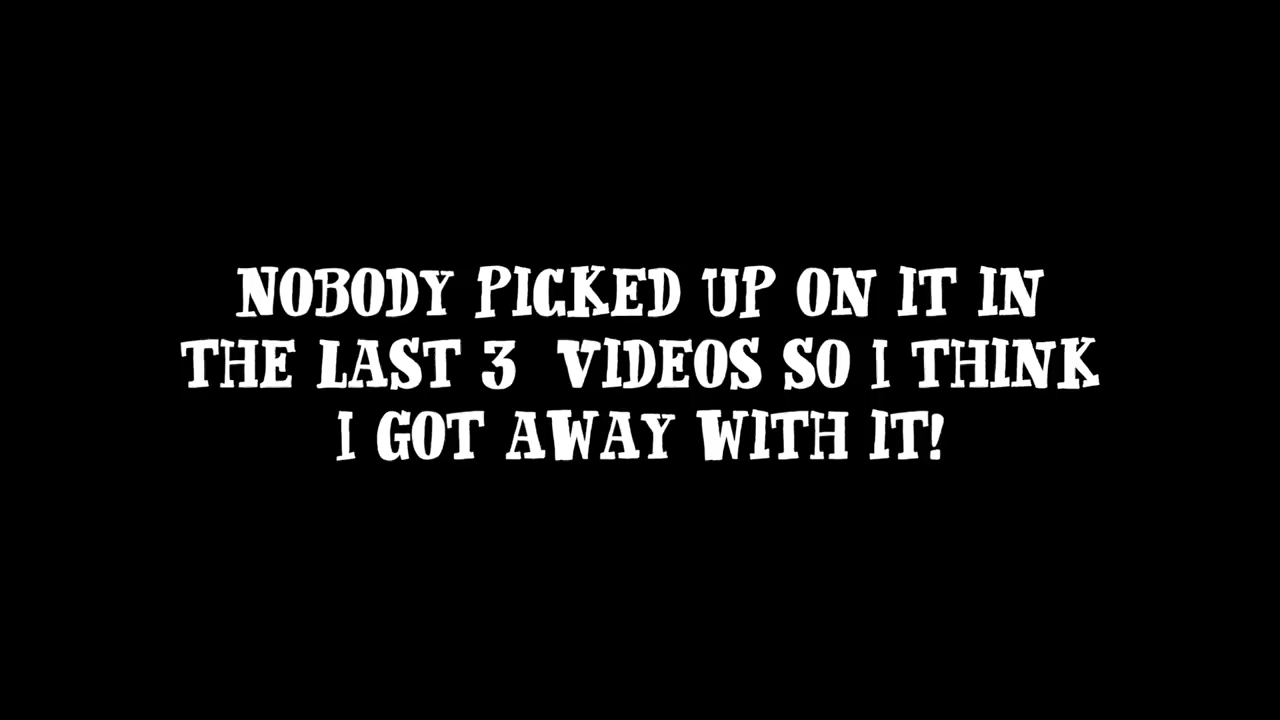 NOBODY PICKED UP ON IT IN
THE LAST 3 VIDEOS SO I THINK
I GOT AWAY WITH IT!